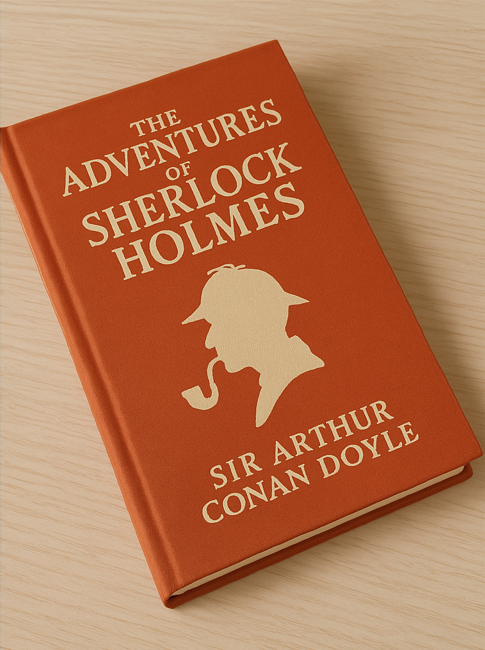 THE
ADVENTURES
OF
SHERLOCK
HOLMES
SIR ARTHUR
CONAN DOYLE